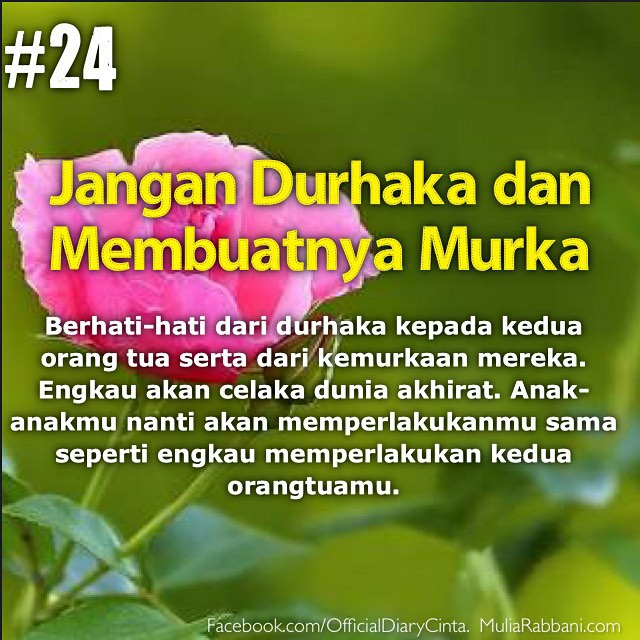 #24
Jangan Durhaka dan
Membuatnya Murka
Berhati-hati dari durhaka kepada kedua
orang tua serta dari kemurkaan mereka.
Engkau akan celaka dunia akhirat. Anak-
anakmu nanti akan memperlakukanmu sama
seperti engkau memperlakukan kedua
orangtuamu.
Facebook.com/OfficialDiaryCinta. MuliaRabbani.com